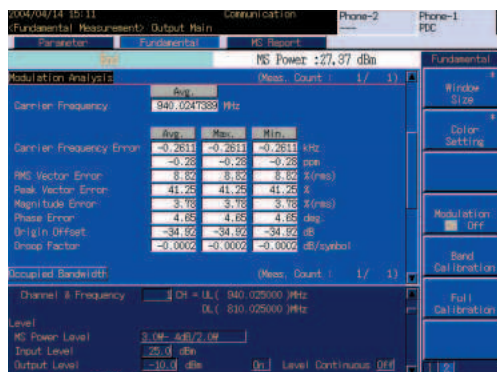 2004/04/14 15:11 Communication Phone-2 Phone-1
<Fundamental Measurement> Output Main --- PDC
Parameter Fundamental MS Report
MS Power :27.37 dBm Fundamental
Modulation Analysis (Meas. Count : 1/ 1)
Window Size
Avg.
Carrier Frequency 940.0247389 MHz
Color Setting
Avg. Max. Min.
Carrier Frequency Error -0.2611 -0.2611 -0.2611 kHz
-0.28 -0.28 -0.28 ppm
RMS Vector Error 8.82 8.82 8.82 %(rms)
Peak Vector Error 41.25 41.25 41.25 %
Magnitude Error 3.78 3.78 3.78 %(rms)
Phase Error 4.65 4.65 4.65 deg.
Origin Offset -34.92 -34.92 -34.92 dB
Droop Factor -0.0002 -0.0002 -0.0002 dB/symbol
Modulation Off
Band Calibration
Occupied Bandwidth (Meas. Count : 1/ 1)
Channel & Frequency 1 CH = UL( 940.025000 )MHz
DL( 810.025000 )MHz
Full Calibration
Level
MS Power Level 3.0W- 4dB/2.0W
Input Level 25.0 dBm
Output Level -10.0 dBm On Level Continuous Off
1 2